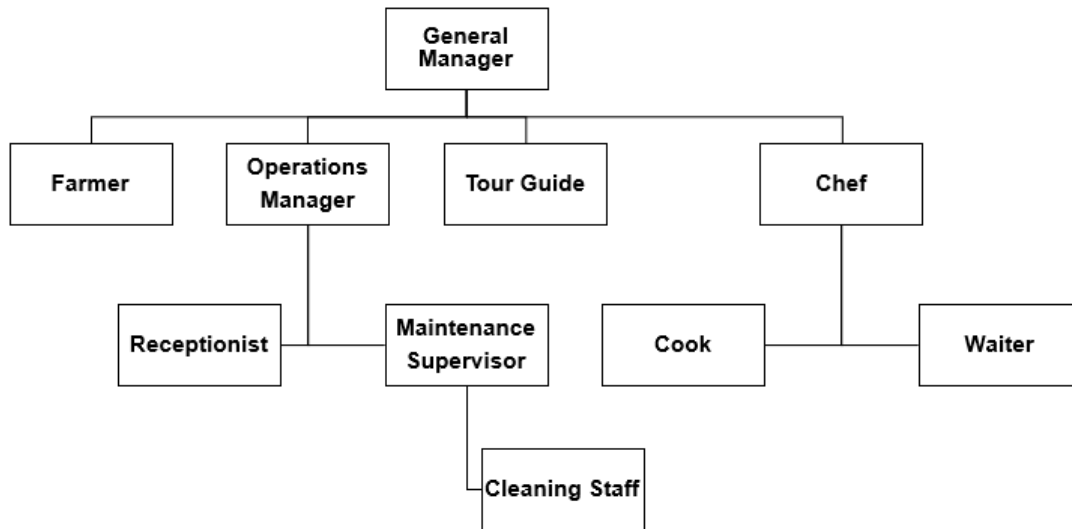 General
Manager
Farmer
Operations
Manager
Tour Guide
Chef
Receptionist
Maintenance
Supervisor
Cook
Waiter
Cleaning Staff